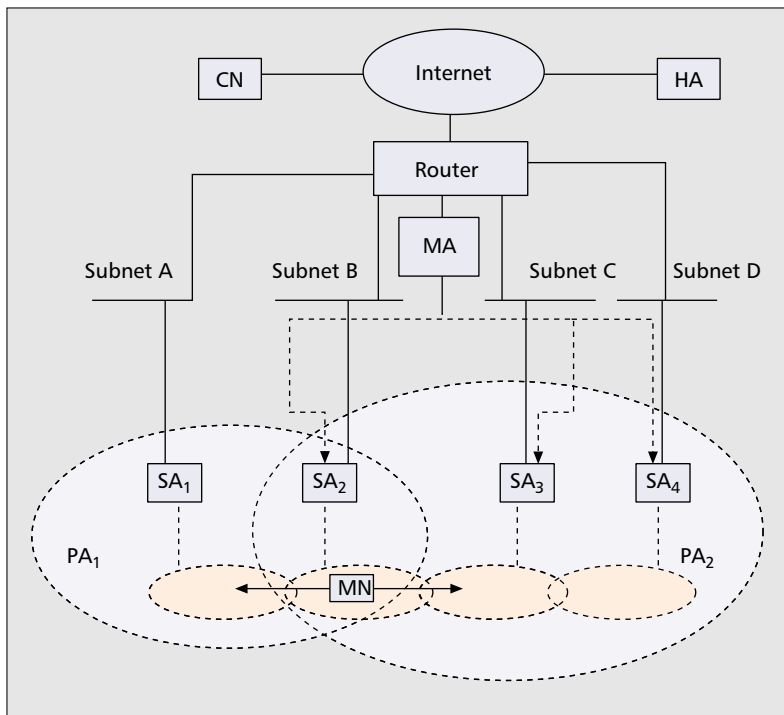 CN
Internet
HA
Router
MA
Subnet A
Subnet B
Subnet C
Subnet D
SA₁
SA₂
SA₃
SA₄
PA₁
MN
PA₂